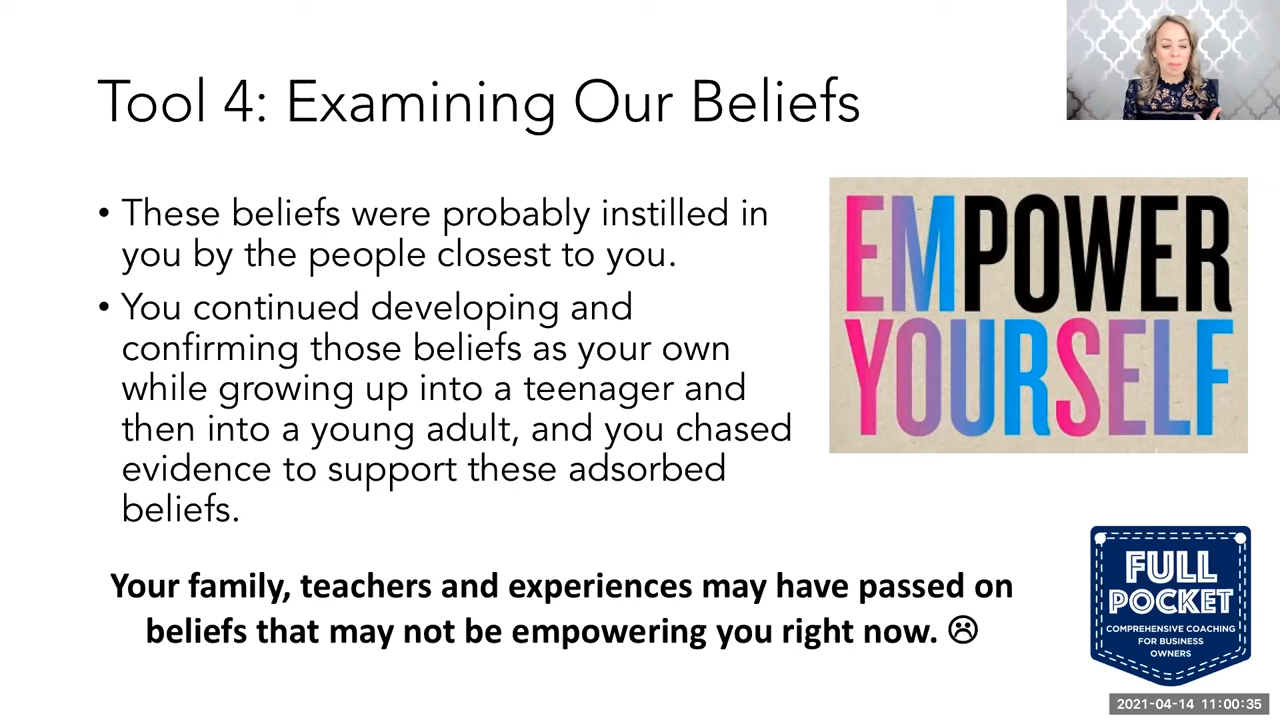 Tool 4: Examining Our Beliefs
• These beliefs were probably instilled in
you by the people closest to you.
• You continued developing and
confirming those beliefs as your own
while growing up into a teenager and
then into a young adult, and you chased
evidence to support these adsorbed
beliefs.
Your family, teachers and experiences may have passed on
beliefs that may not be empowering you right now. ☹
EMPOWER
YOURSELF
FULL
POCKET
COMPREHENSIVE COACHING
FOR BUSINESS
OWNERS
2021-04-14 11:00:35